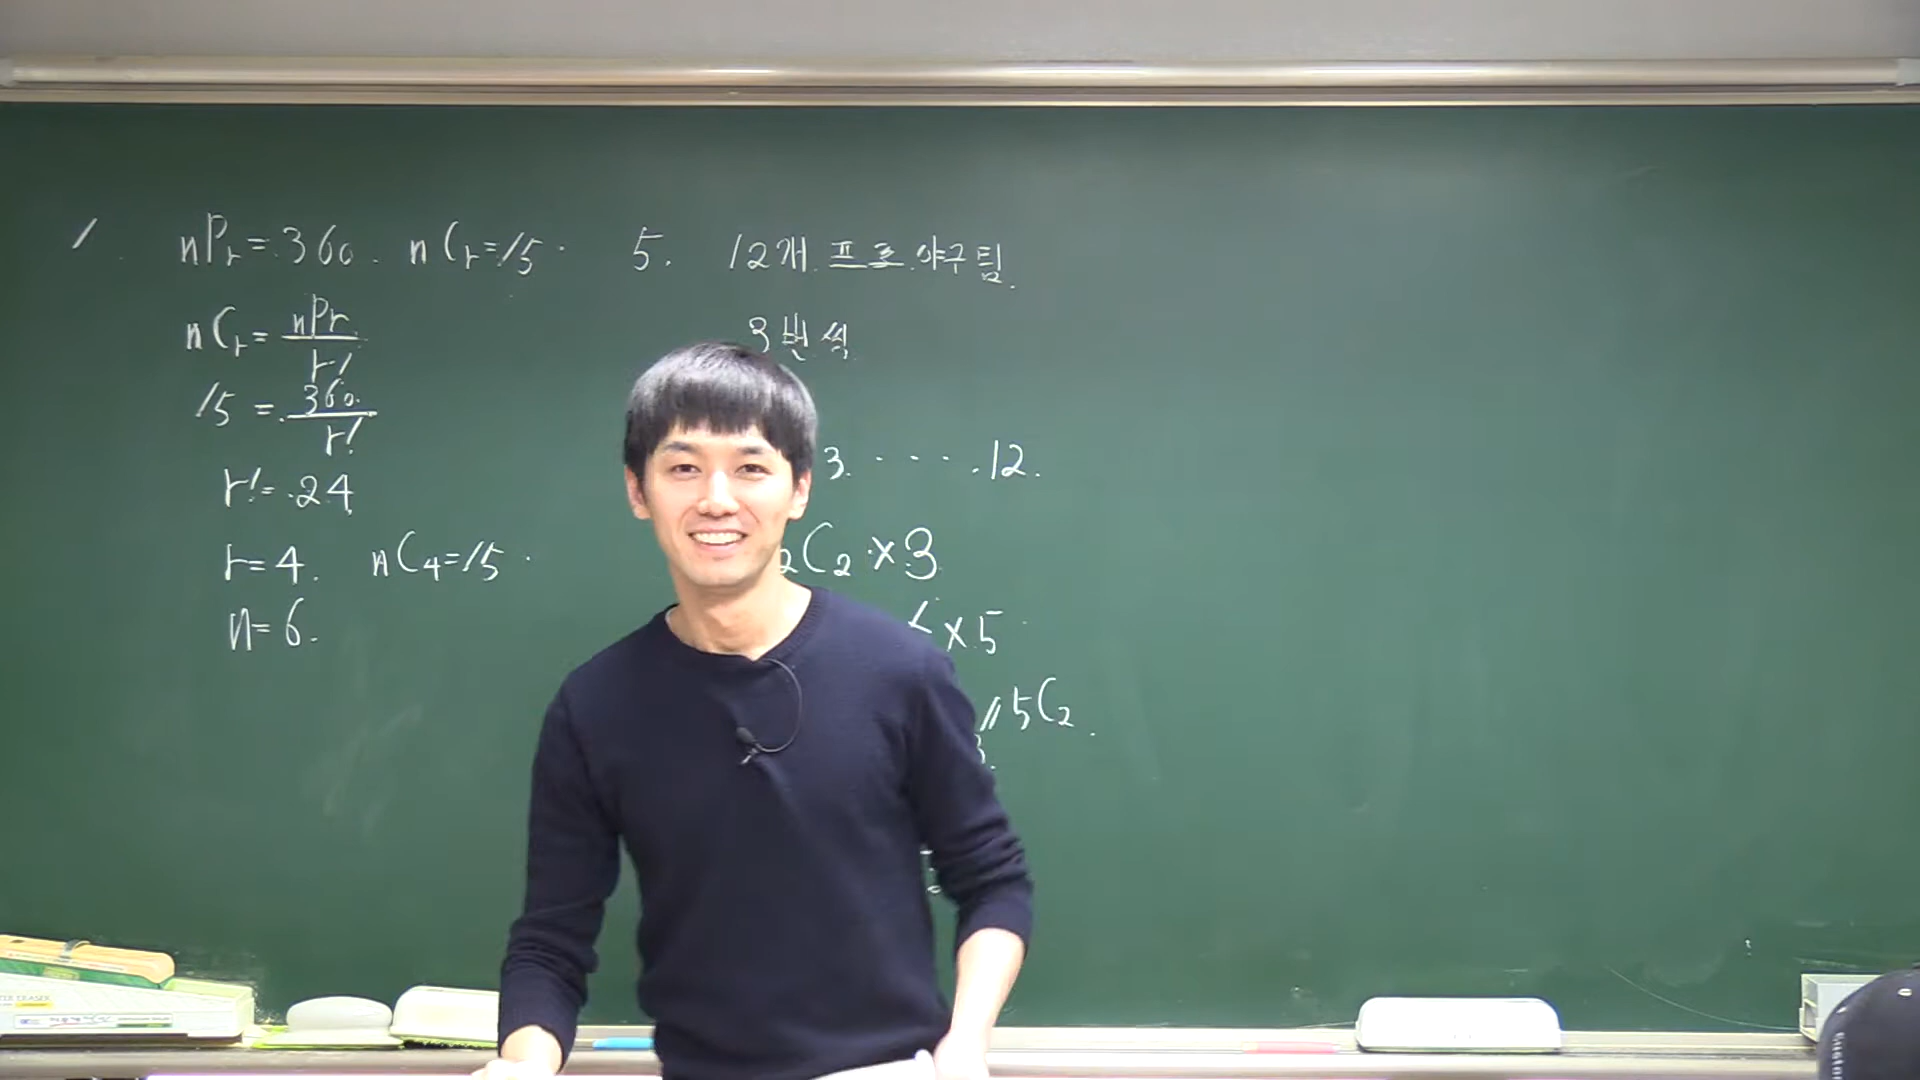 1. nPr = 360. nCr = 15.
nCr = nPr / r!
15 = 360 / r!
r! = 24
r = 4. nC4 = 15.
n = 6.
5. 12개 프로 야구팀.
3번씩
3. ・・・・ .12.
2C2 × 3
× 5
5C2.